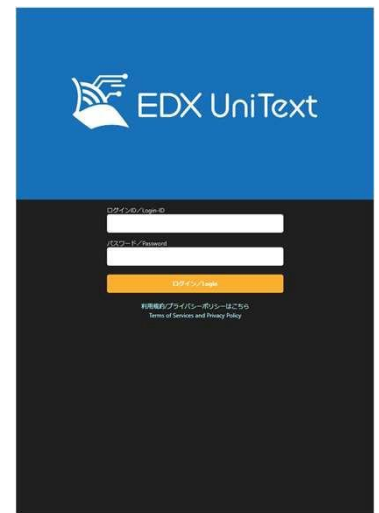 EDX UniText
ログインID／Login-ID
パスワード／Password
ログイン／Login
利用規約/プライバシーポリシーはこちら
Terms of Services and Privacy Policy